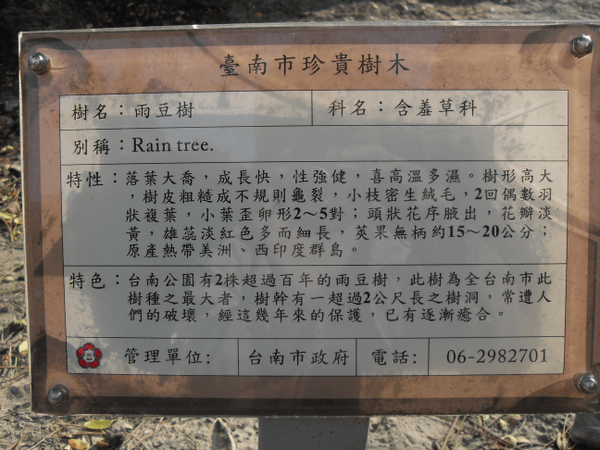 臺南市珍貴樹木
樹名：雨豆樹 科名：含羞草科
別稱：Rain tree.
特性：落葉大喬，成長快，性強健，喜高溫多濕。樹形高大
，樹皮粗糙成不規則龜裂，小枝密生絨毛，2回偶數羽
狀複葉，小葉歪卵形2～5對；頭狀花序腋出，花瓣淡
黃，雄蕊淡紅色多而細長，莢果無柄約15～20公分；
原產熱帶美洲、西印度群島。
特色：台南公園有2株超過百年的雨豆樹，此樹為全台南市此
樹種之最大者，樹幹有一超過2公尺長之樹洞，常遭人
們的破壞，經這幾年來的保護，已有逐漸癒合。
管理單位: 台南市政府 電話: 06-2982701